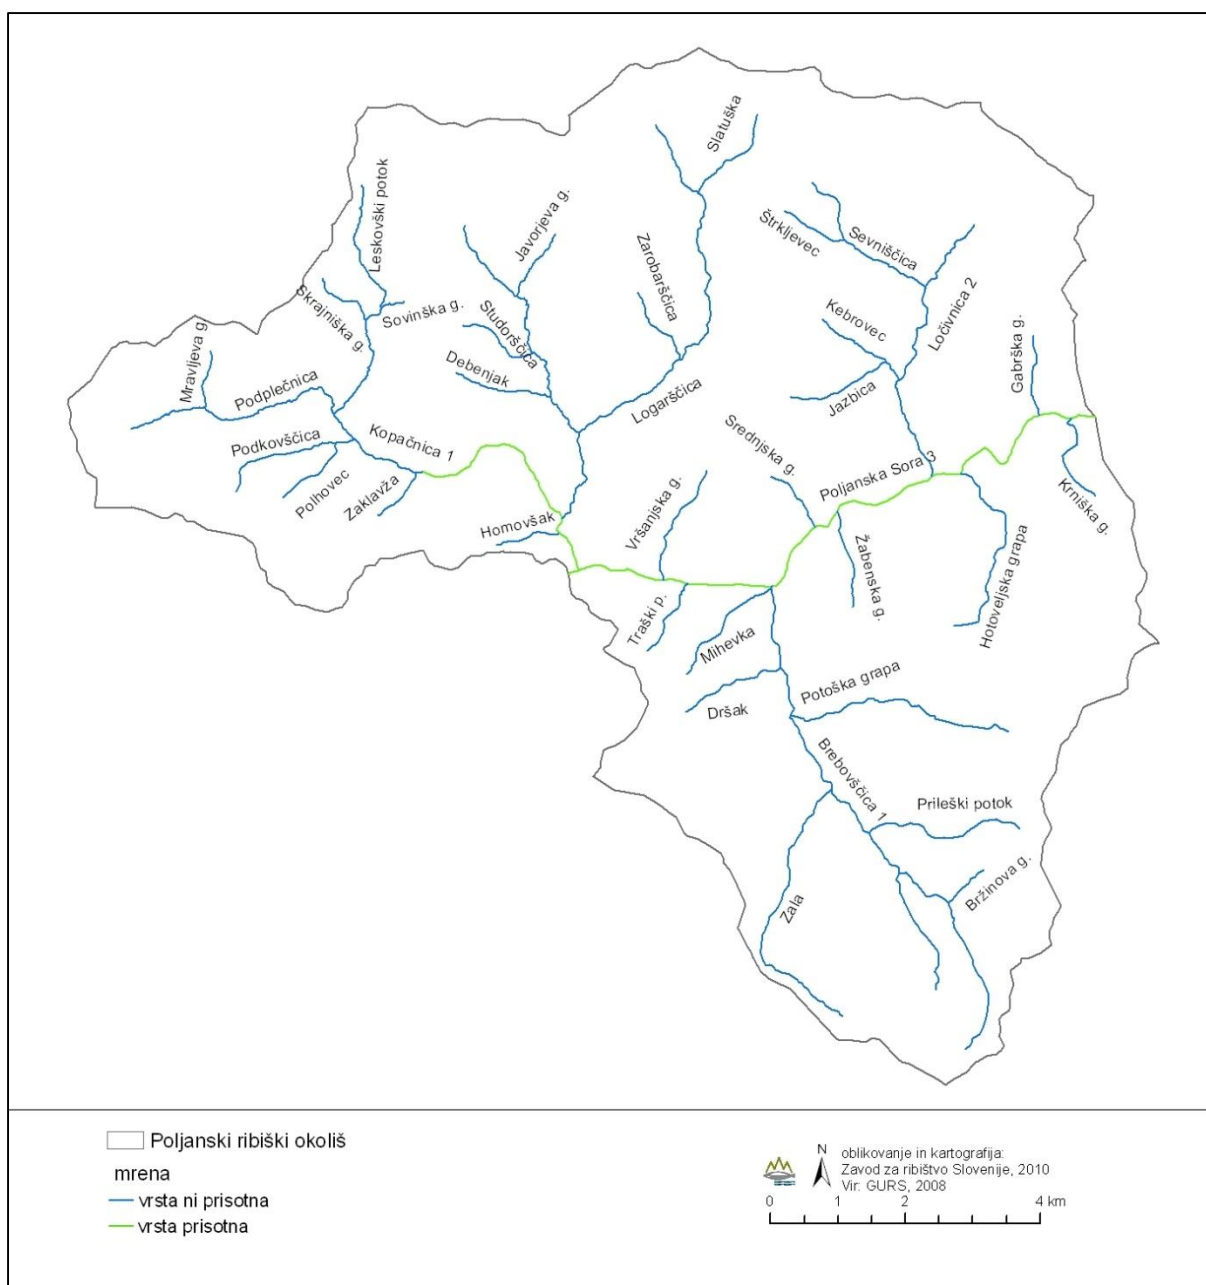 Slatuška
Leskovški potok
Javorjeva g.
Štrkljevec
Sevniščica
Zarobarščica
Skrajniška g.
Sovinška g.
Studorščica
Kebrovec
Ločivnica 2
Mravljeva g.
Podplečnica
Debenjak
Logarščica
Jazbica
Gabrška g.
Podkovščica
Kopačnica 1
Srednjska g.
Polhovec
Zaklavža
Poljanska Sora 3
Krniška g.
Homovšak
Vršanjska g.
Žabenska g.
Hotoveljska grapa
Traški p.
Mihevka
Dršak
Potoška grapa
Brebovščica 1
Prileški potok
Bržinova g.
Zala
Poljanski ribiški okoliš
mrena
vrsta ni prisotna
vrsta prisotna
N
oblikovanje in kartografija:
Zavod za ribištvo Slovenije, 2010
Vir: GURS, 2008
0 1 2 4 km